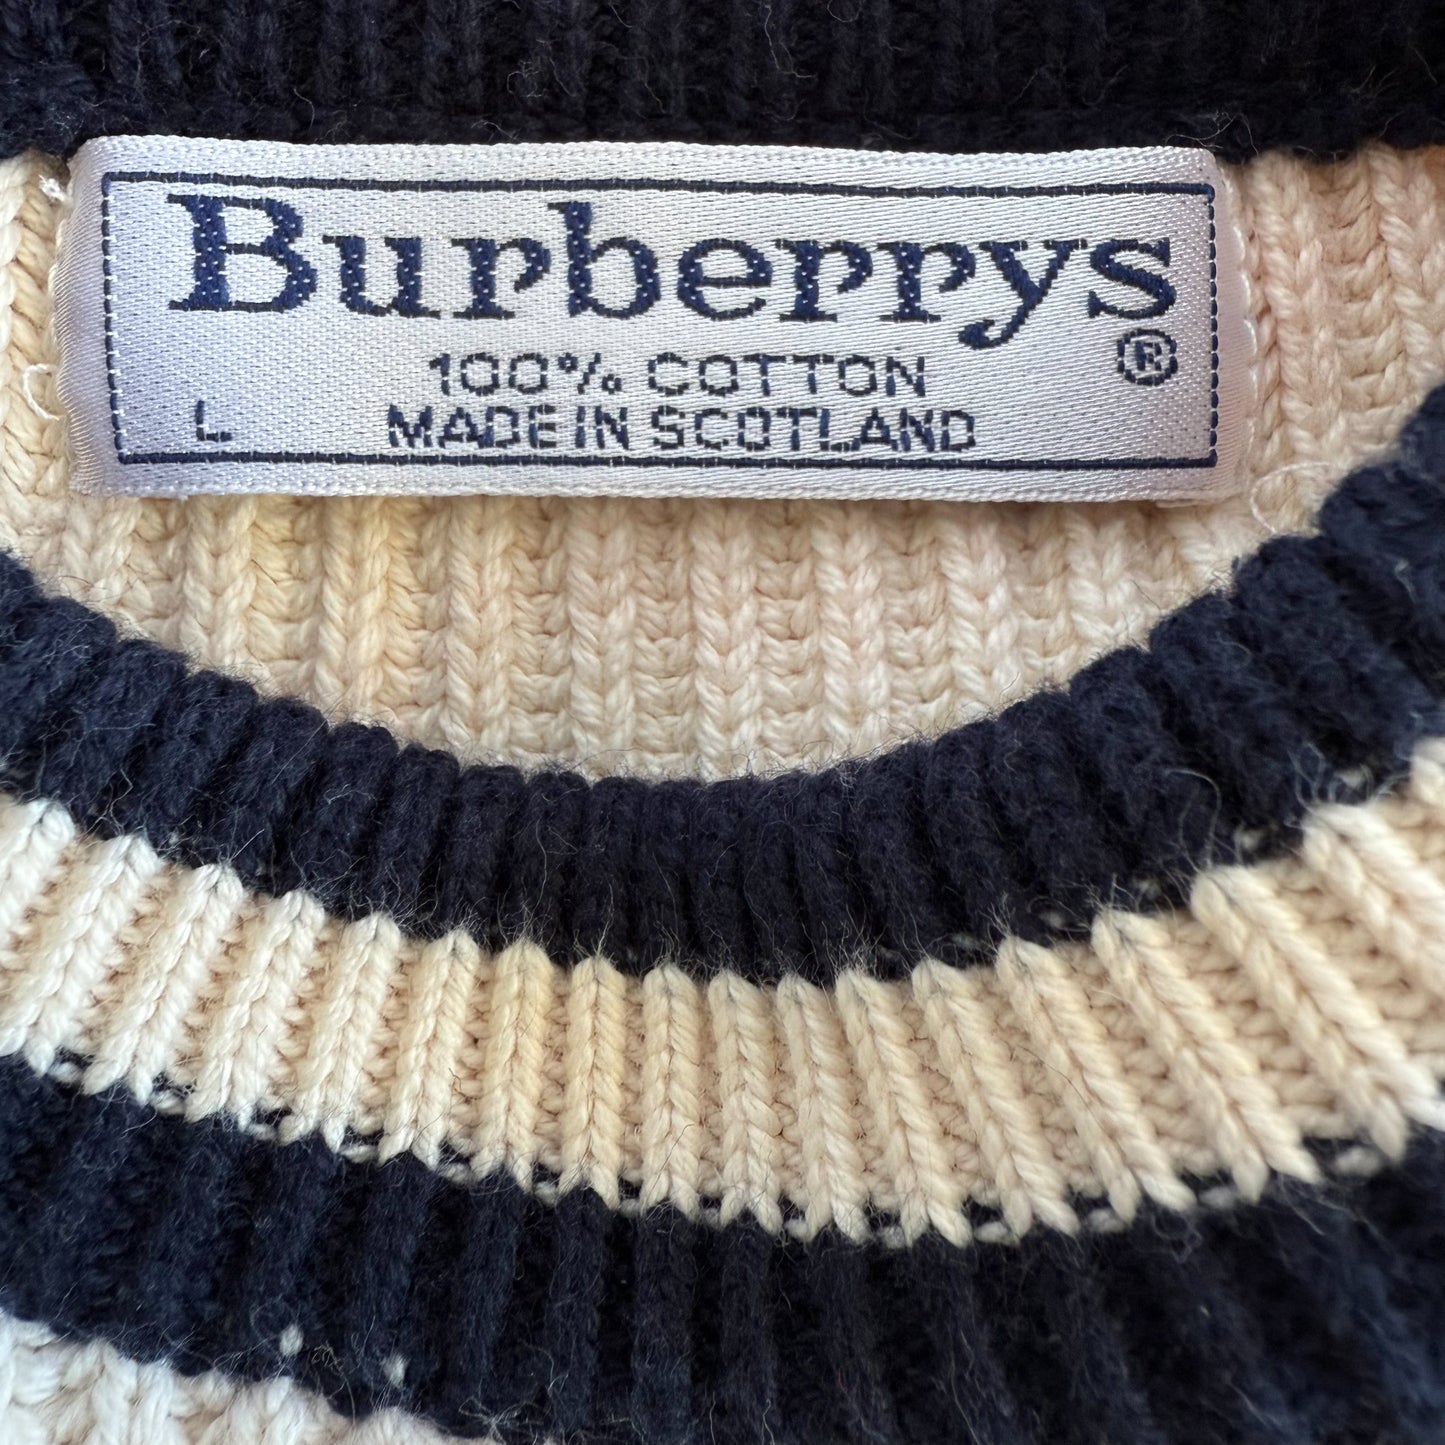 Burberrys
®
100% COTTON
L MADE IN SCOTLAND